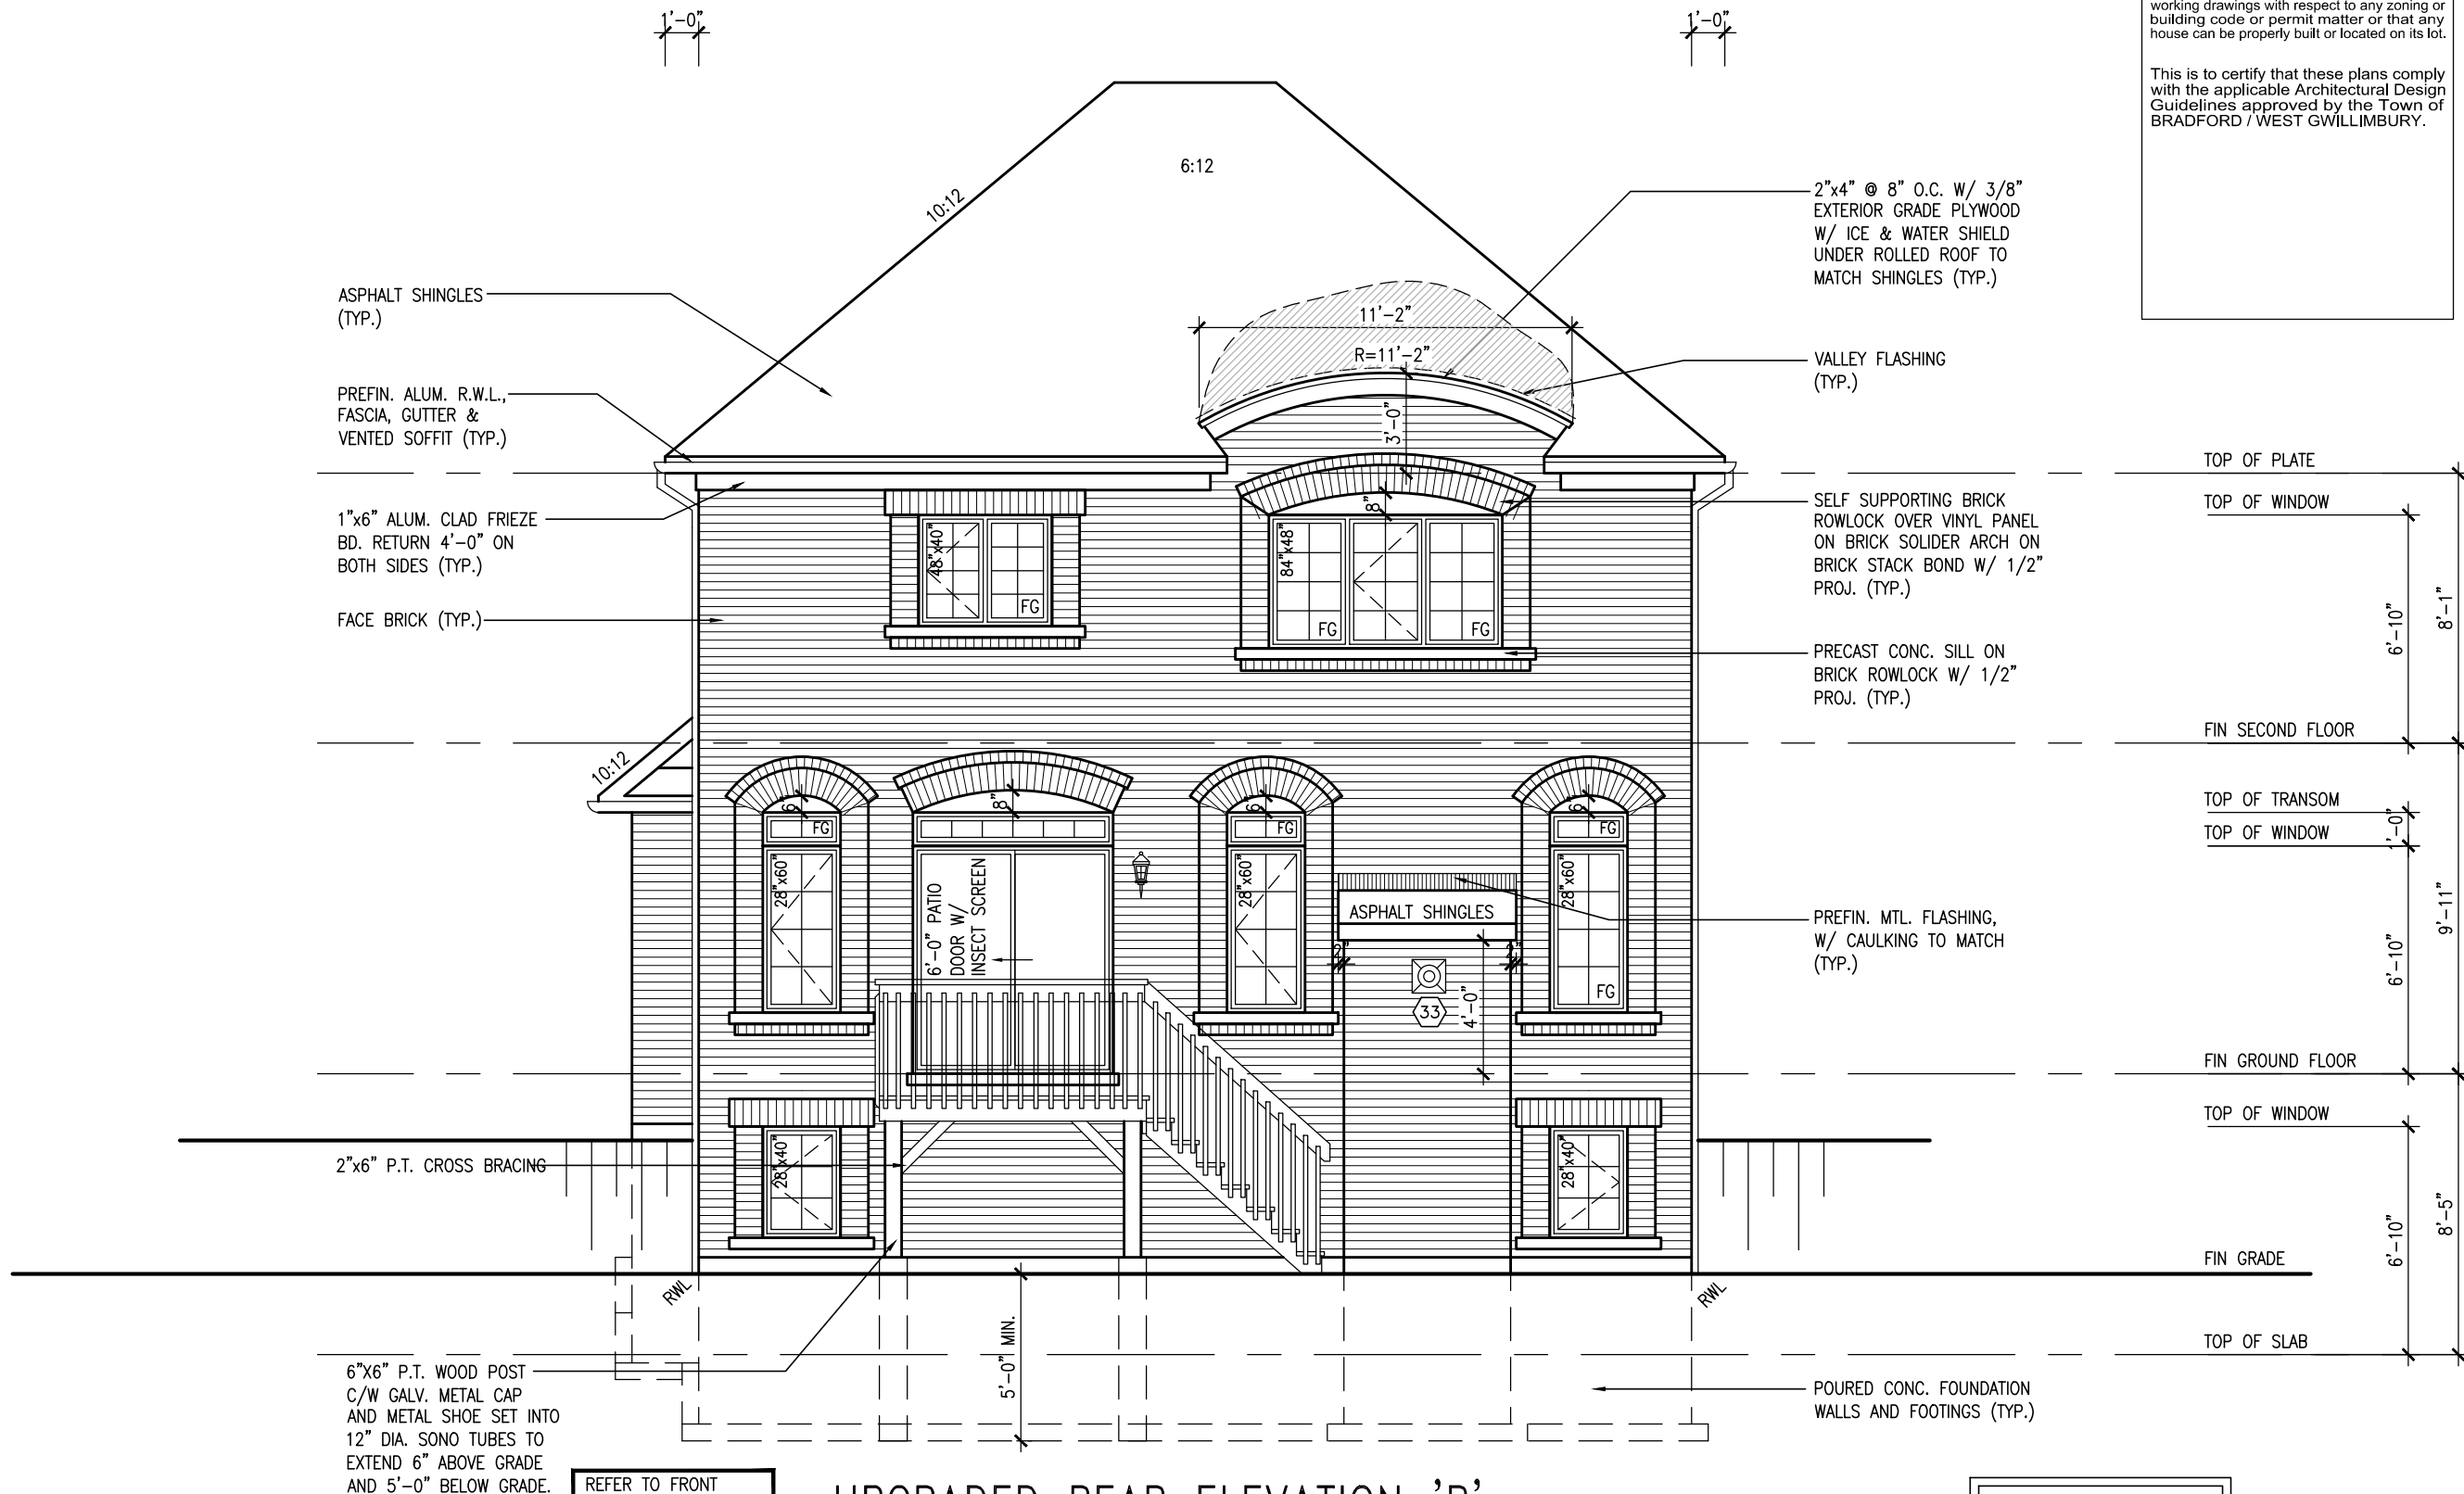 1'-0"
1'-0"
working drawings with respect to any zoning or
building code or permit matter or that any
house can be properly built or located on its lot.
This is to certify that these plans comply
with the applicable Architectural Design
Guidelines approved by the Town of
BRADFORD / WEST GWILLIMBURY.
6:12
10:12
2"x4" @ 8" O.C. W/ 3/8"
EXTERIOR GRADE PLYWOOD
W/ ICE & WATER SHIELD
UNDER ROLLED ROOF TO
MATCH SHINGLES (TYP.)
ASPHALT SHINGLES
(TYP.)
11'-2"
R=11'-2"
3'-0"
VALLEY FLASHING
(TYP.)
PREFIN. ALUM. R.W.L.,
FASCIA, GUTTER &
VENTED SOFFIT (TYP.)
TOP OF PLATE
TOP OF WINDOW
1"x6" ALUM. CLAD FRIEZE
BD. RETURN 4'-0" ON
BOTH SIDES (TYP.)
SELF SUPPORTING BRICK
ROWLOCK OVER VINYL PANEL
ON BRICK SOLIDER ARCH ON
BRICK STACK BOND W/ 1/2"
PROJ. (TYP.)
48"x40"
FG
8"
84"x48"
FG
FG
FACE BRICK (TYP.)
PRECAST CONC. SILL ON
BRICK ROWLOCK W/ 1/2"
PROJ. (TYP.)
6'-10"
8'-1"
FIN SECOND FLOOR
10:12
TOP OF TRANSOM
TOP OF WINDOW
1'-0"
6"
8"
6"
6"
FG
FG
FG
28"x60"
6'-0" PATIO
DOOR W/
INSECT SCREEN
28"x60"
28"x60"
FG
ASPHALT SHINGLES
2"
2"
33
4'-0"
PREFIN. MTL. FLASHING,
W/ CAULKING TO MATCH
(TYP.)
6'-10"
9'-11"
FIN GROUND FLOOR
TOP OF WINDOW
2"x6" P.T. CROSS BRACING
28"x40"
28"x40"
6'-10"
8'-5"
FIN GRADE
RWL
RWL
5'-0" MIN.
TOP OF SLAB
6"X6" P.T. WOOD POST
C/W GALV. METAL CAP
AND METAL SHOE SET INTO
12" DIA. SONO TUBES TO
EXTEND 6" ABOVE GRADE
AND 5'-0" BELOW GRADE.
POURED CONC. FOUNDATION
WALLS AND FOOTINGS (TYP.)
REFER TO FRONT
UPGRADED REAR ELEVATION 'B'